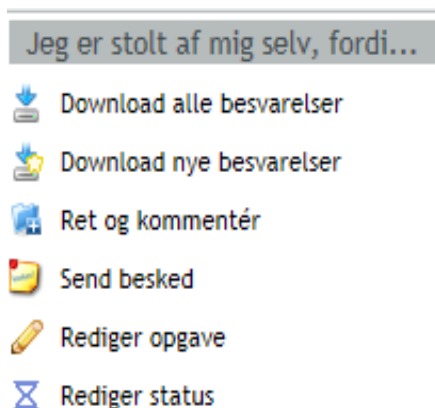 Jeg er stolt af mig selv, fordi...
Download alle besvarelser
Download nye besvarelser
Ret og kommentér
Send besked
Rediger opgave
Rediger status